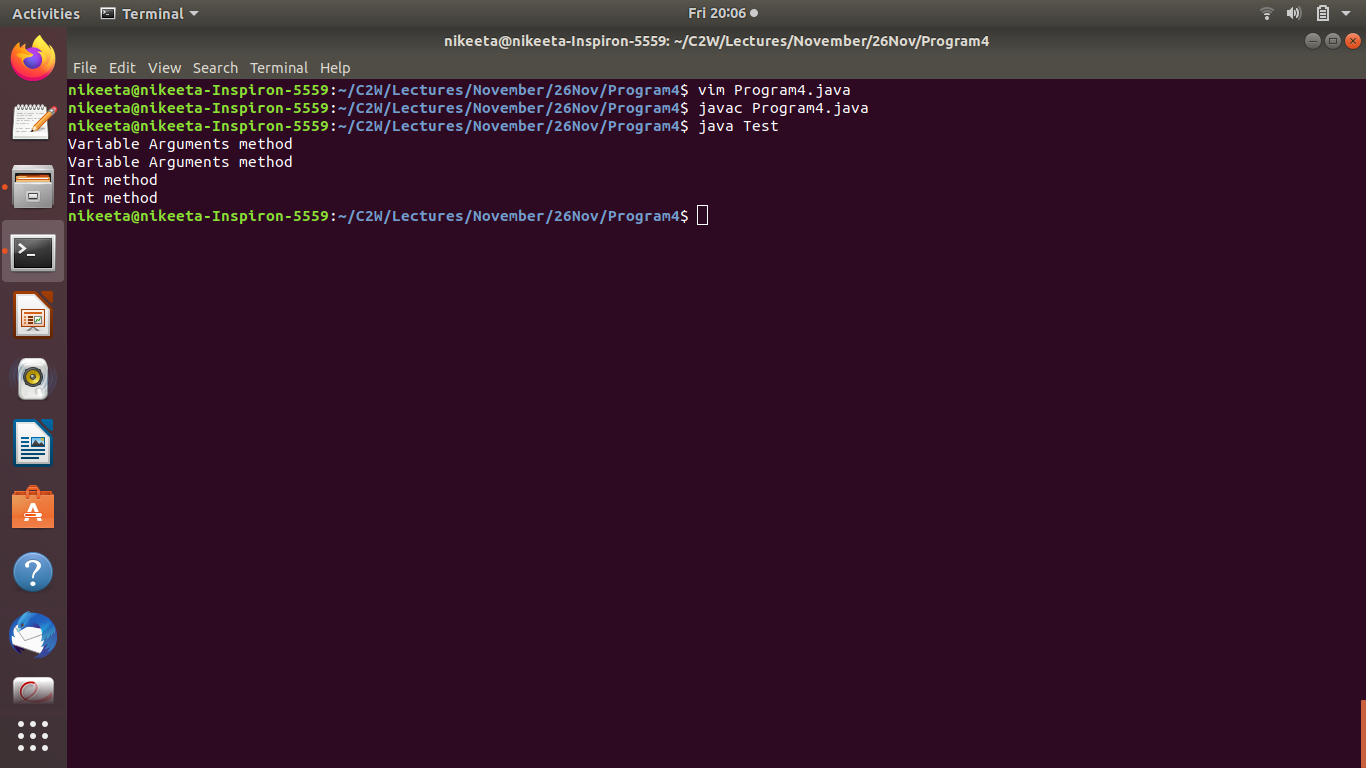 Activities Terminal Fri 20:06
nikeeta@nikeeta-Inspiron-5559: ~/C2W/Lectures/November/26Nov/Program4
File Edit View Search Terminal Help
nikeeta@nikeeta-Inspiron-5559:~/C2W/Lectures/November/26Nov/Program4$ vim Program4.java
nikeeta@nikeeta-Inspiron-5559:~/C2W/Lectures/November/26Nov/Program4$ javac Program4.java
nikeeta@nikeeta-Inspiron-5559:~/C2W/Lectures/November/26Nov/Program4$ java Test
Variable Arguments method
Variable Arguments method
Int method
Int method
nikeeta@nikeeta-Inspiron-5559:~/C2W/Lectures/November/26Nov/Program4$